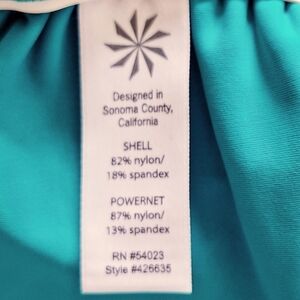 Designed in
Sonoma County,
California
SHELL
82% nylon/
18% spandex
POWERNET
87% nylon/
13% spandex
RN #54023
Style #426635